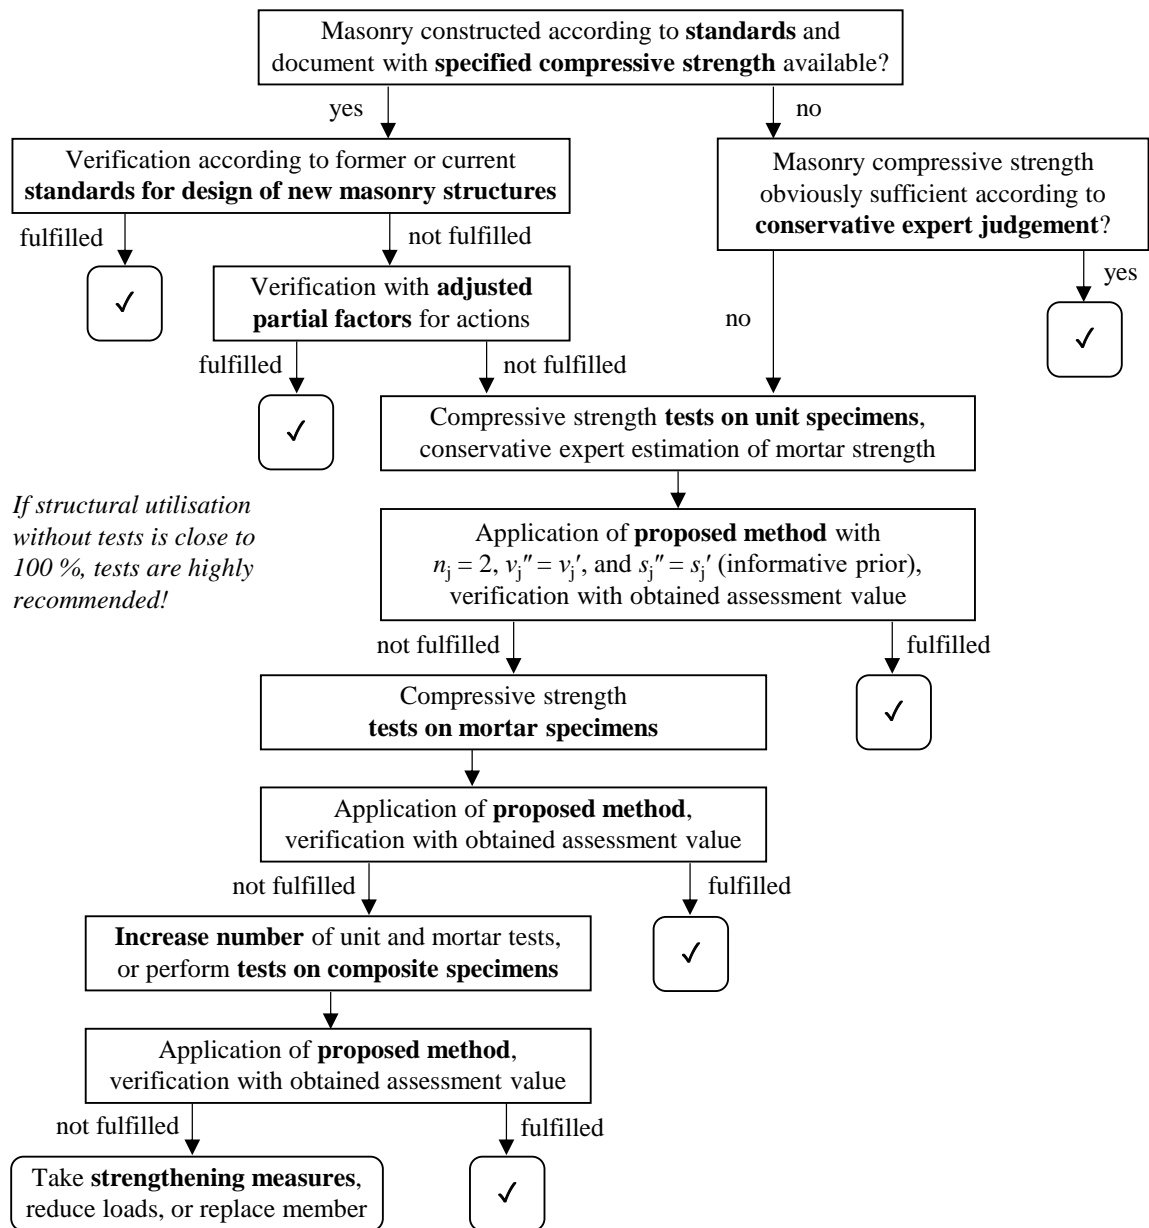 Masonry constructed according to standards and
document with specified compressive strength available?
yes
no
Verification according to former or current
standards for design of new masonry structures
Masonry compressive strength
obviously sufficient according to
conservative expert judgement?
fulfilled
not fulfilled
yes
✓
Verification with adjusted
partial factors for actions
no
✓
fulfilled
not fulfilled
✓
Compressive strength tests on unit specimens,
conservative expert estimation of mortar strength
If structural utilisation
without tests is close to
100 %, tests are highly
recommended!
Application of proposed method with
nj = 2, vj″ = vj′, and sj″ = sj′ (informative prior),
verification with obtained assessment value
not fulfilled
fulfilled
Compressive strength
tests on mortar specimens
✓
Application of proposed method,
verification with obtained assessment value
not fulfilled
fulfilled
Increase number of unit and mortar tests,
or perform tests on composite specimens
✓
Application of proposed method,
verification with obtained assessment value
not fulfilled
fulfilled
Take strengthening measures,
reduce loads, or replace member
✓